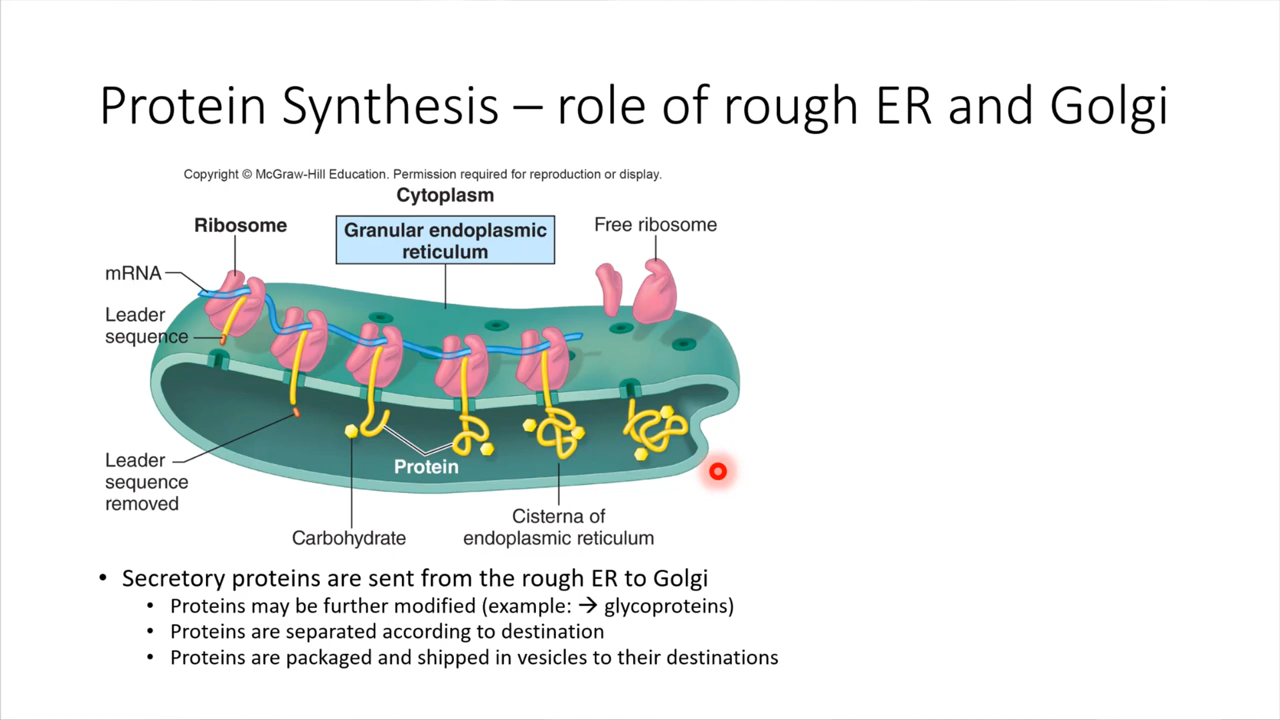 Protein Synthesis – role of rough ER and Golgi
Copyright © McGraw-Hill Education. Permission required for reproduction or display.
Cytoplasm
Ribosome
Granular endoplasmic
reticulum
Free ribosome
mRNA
Leader
sequence
Leader
sequence
removed
Protein
Carbohydrate
Cisterna of
endoplasmic reticulum
• Secretory proteins are sent from the rough ER to Golgi
• Proteins may be further modified (example: → glycoproteins)
• Proteins are separated according to destination
• Proteins are packaged and shipped in vesicles to their destinations